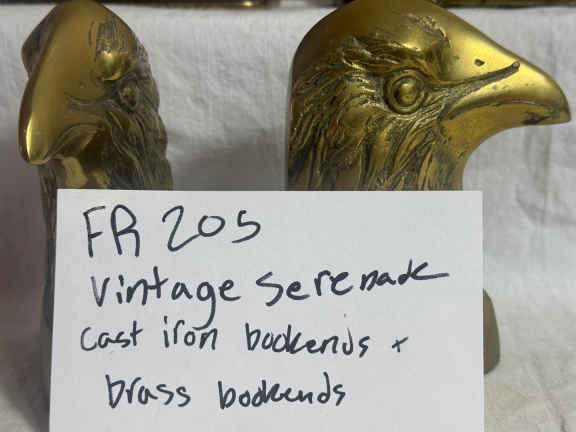 FR 205
Vintage Serenade
cast iron bookends +
brass bookends